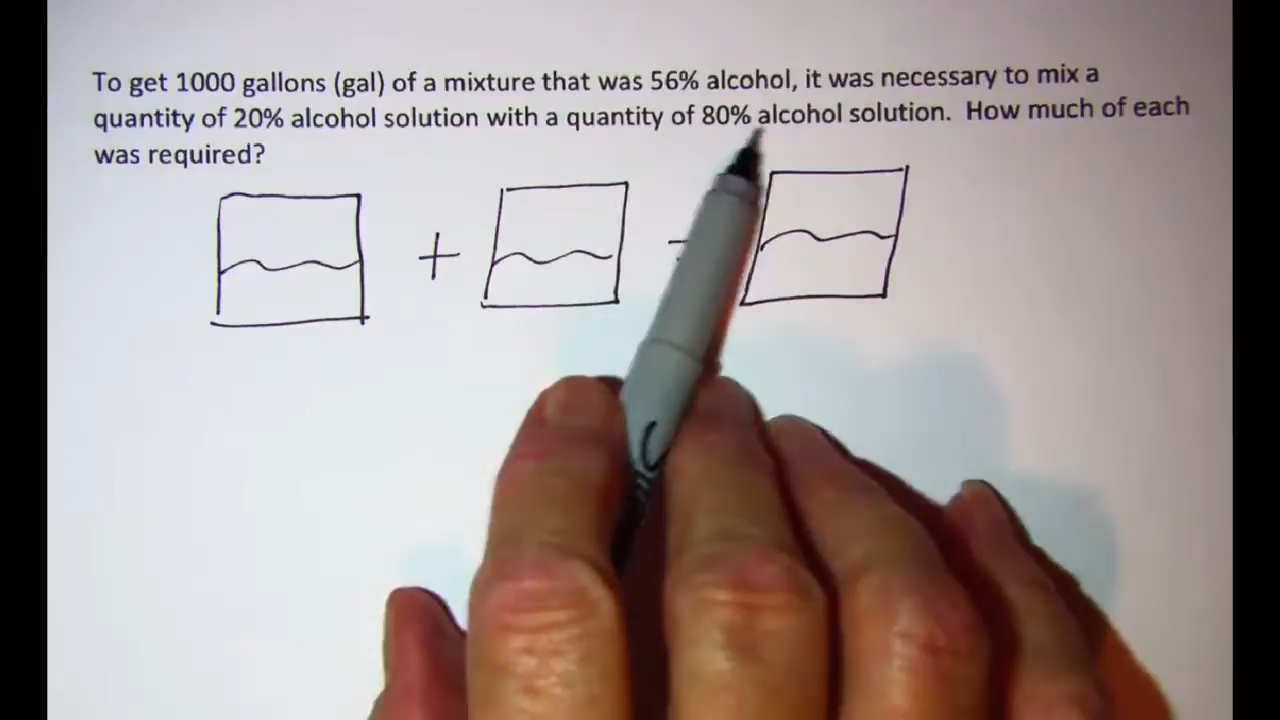 To get 1000 gallons (gal) of a mixture that was 56% alcohol, it was necessary to mix a
quantity of 20% alcohol solution with a quantity of 80% alcohol solution.  How much of each
was required?
+